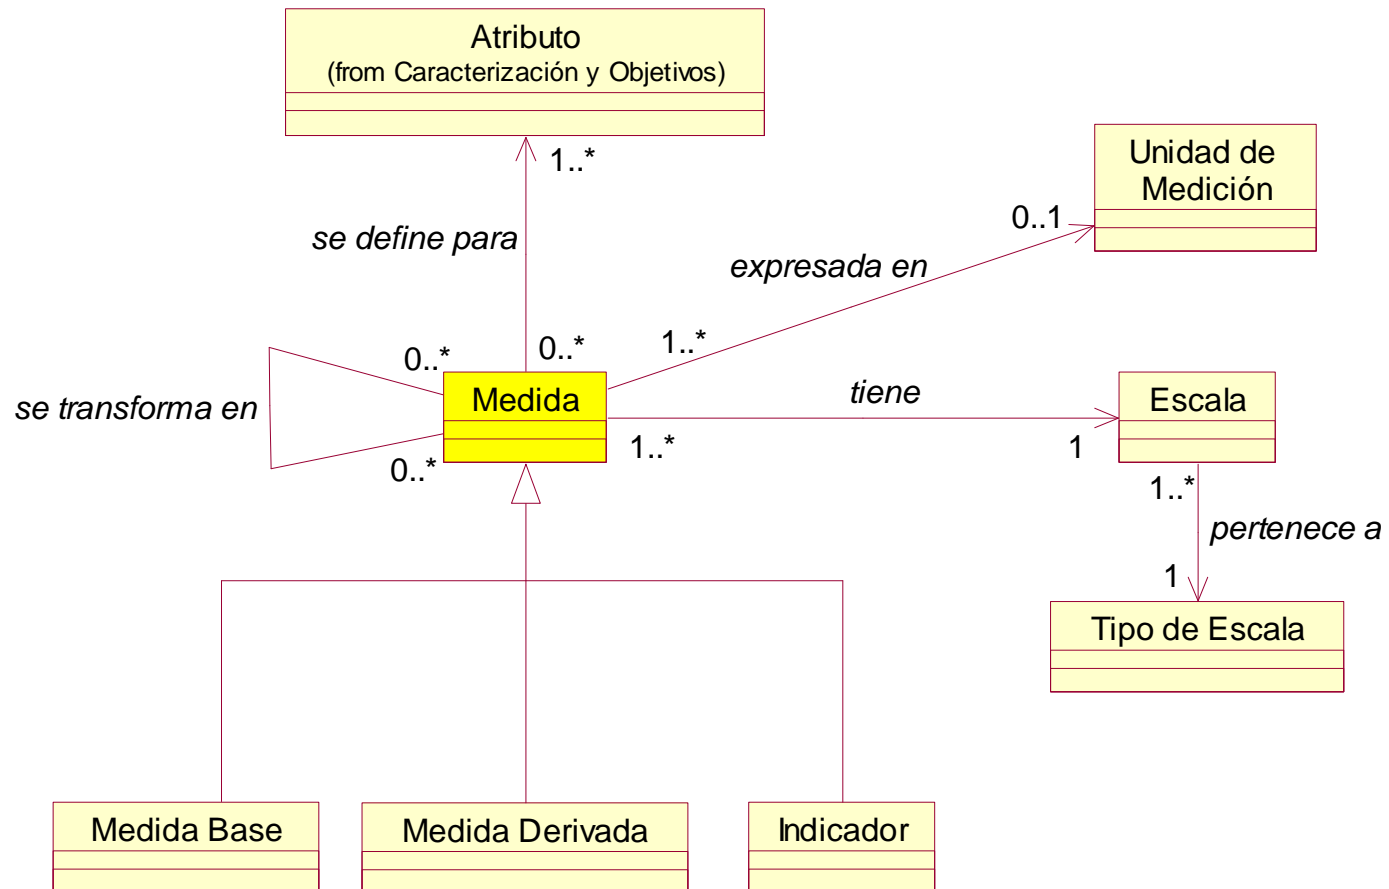 Atributo
(from Caracterización y Objetivos)
1..*
Unidad de
Medición
0..1
se define para
expresada en
0..*
0..*
1..*
tiene
se transforma en
Medida
Escala
0..*
1..*
1
1..*
pertenece a
1
Tipo de Escala
Medida Base
Medida Derivada
Indicador